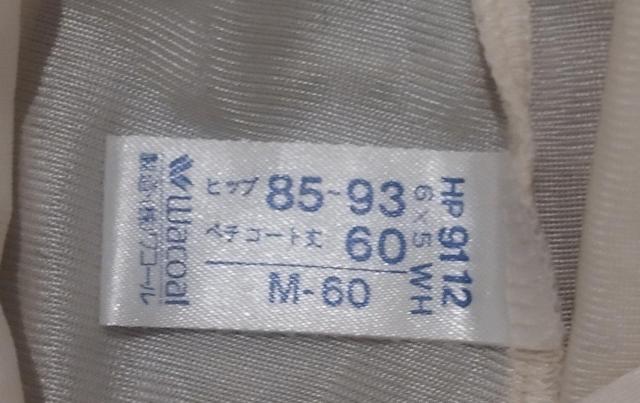 ヒップ 85~93
ペチコート丈 60
M-60
Wacoal
製造・(株)ワコール
HP 9112
6×5 WH